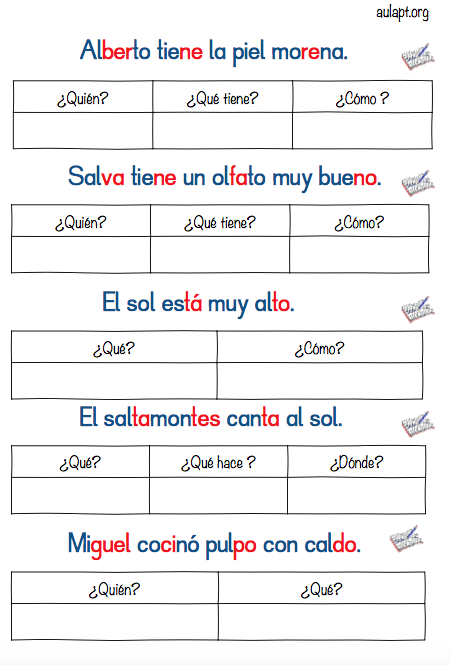 aulapt.org
Alberto tiene la piel morena.
¿Quién? ¿Qué tiene? ¿Cómo ?
Salva tiene un olfato muy bueno.
¿Quién? ¿Qué tiene? ¿Cómo?
El sol está muy alto.
¿Qué? ¿Cómo?
El saltamontes canta al sol.
¿Qué? ¿Qué hace ? ¿Dónde?
Miguel cocinó pulpo con caldo.
¿Quién? ¿Qué?